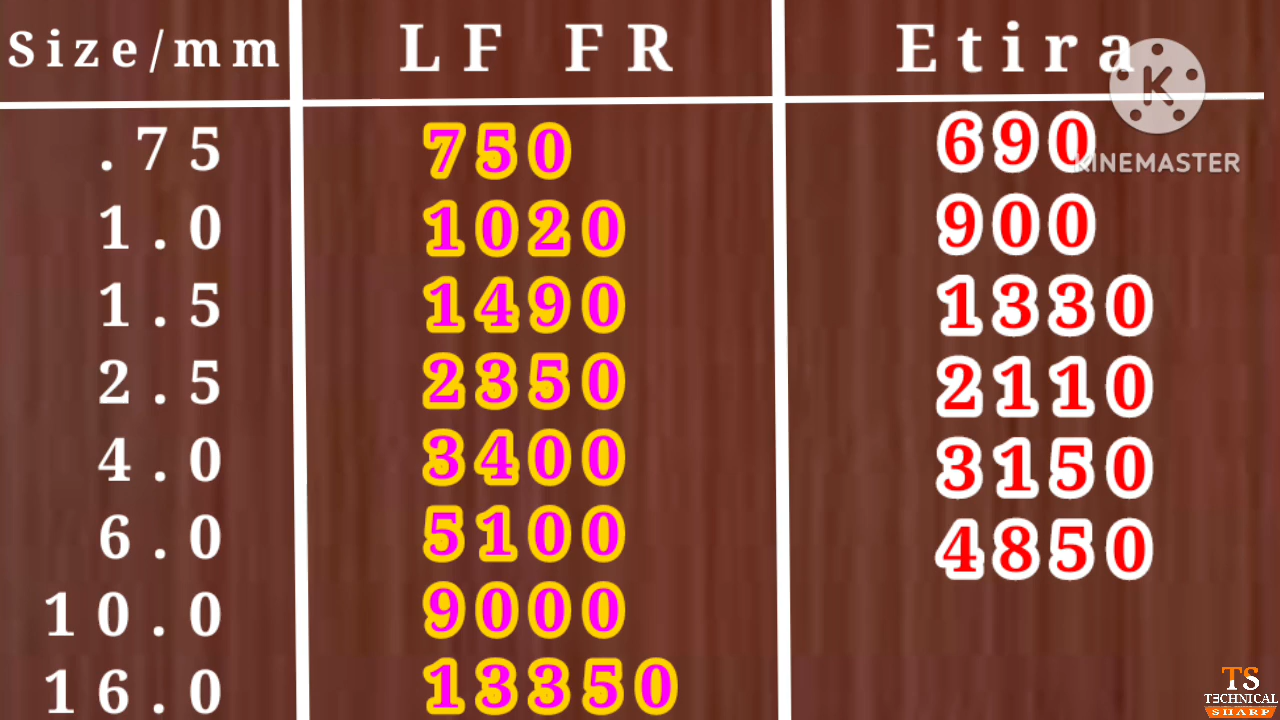 Size/mm LF FR Etira
.75 750 690
1.0 1020 900
1.5 1490 1330
2.5 2350 2110
4.0 3400 3150
6.0 5100 4850
10.0 9000
16.0 13350
K
KINEMASTER
TS
TECHNICAL
SHARP